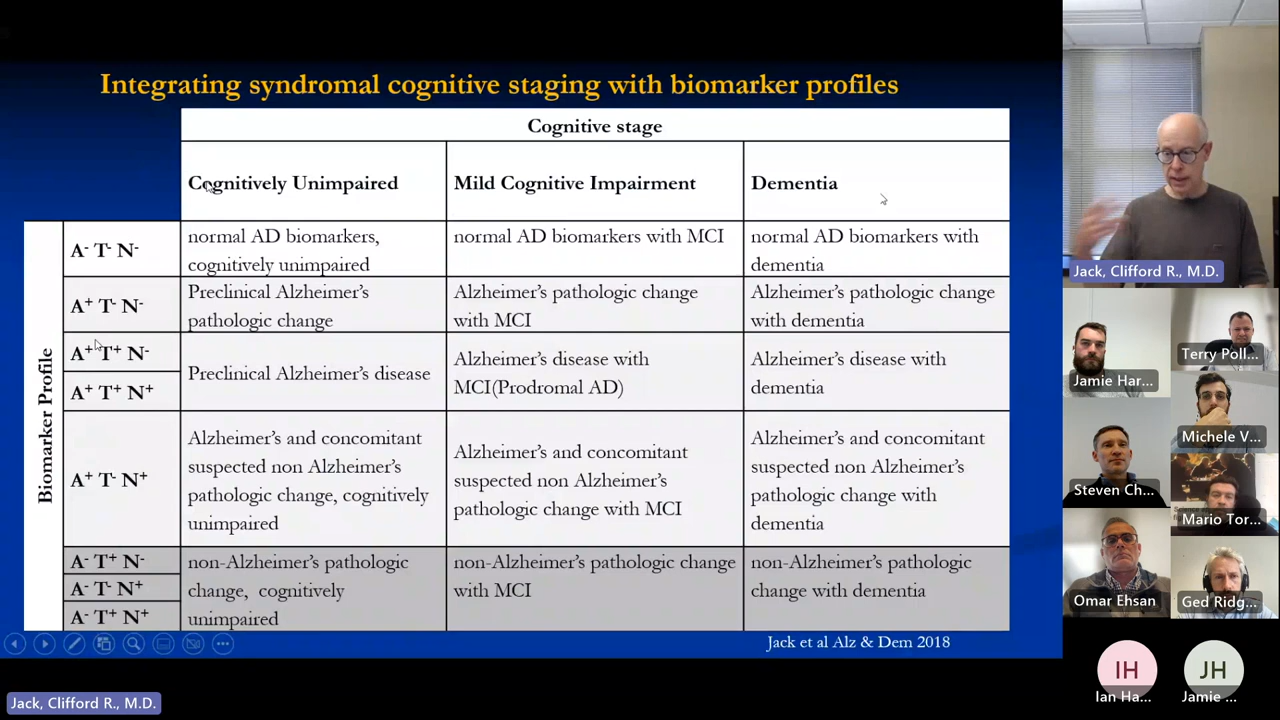 Integrating syndromal cognitive staging with biomarker profiles
Cognitive stage
Cognitively Unimpaired
Mild Cognitive Impairment
Dementia
Biomarker Profile
A- T- N-
normal AD biomarkers,
cognitively unimpaired
normal AD biomarkers with MCI
normal AD biomarkers with
dementia
A+ T- N-
Preclinical Alzheimer's
pathologic change
Alzheimer's pathologic change
with MCI
Alzheimer's pathologic change
with dementia
A+ T+ N-
A+ T+ N+
Preclinical Alzheimer's disease
Alzheimer's disease with
MCI(Prodromal AD)
Alzheimer's disease with
dementia
A+ T- N+
Alzheimer's and concomitant
suspected non Alzheimer's
pathologic change, cognitively
unimpaired
Alzheimer's and concomitant
suspected non Alzheimer's
pathologic change with MCI
Alzheimer's and concomitant
suspected non Alzheimer's
pathologic change with
dementia
A- T+ N-
A- T- N+
A- T+ N+
non-Alzheimer's pathologic
change, cognitively
unimpaired
non-Alzheimer's pathologic change
with MCI
non-Alzheimer's pathologic
change with dementia
Jack et al Alz & Dem 2018
Jack, Clifford R., M.D.
Jack, Clifford R., M.D.
Jamie Har...
Terry Poll...
Michele V...
Steven Ch...
Mario Tor...
Omar Ehsan
Ged Ridg...
IH
Ian Ha...
JH
Jamie ...